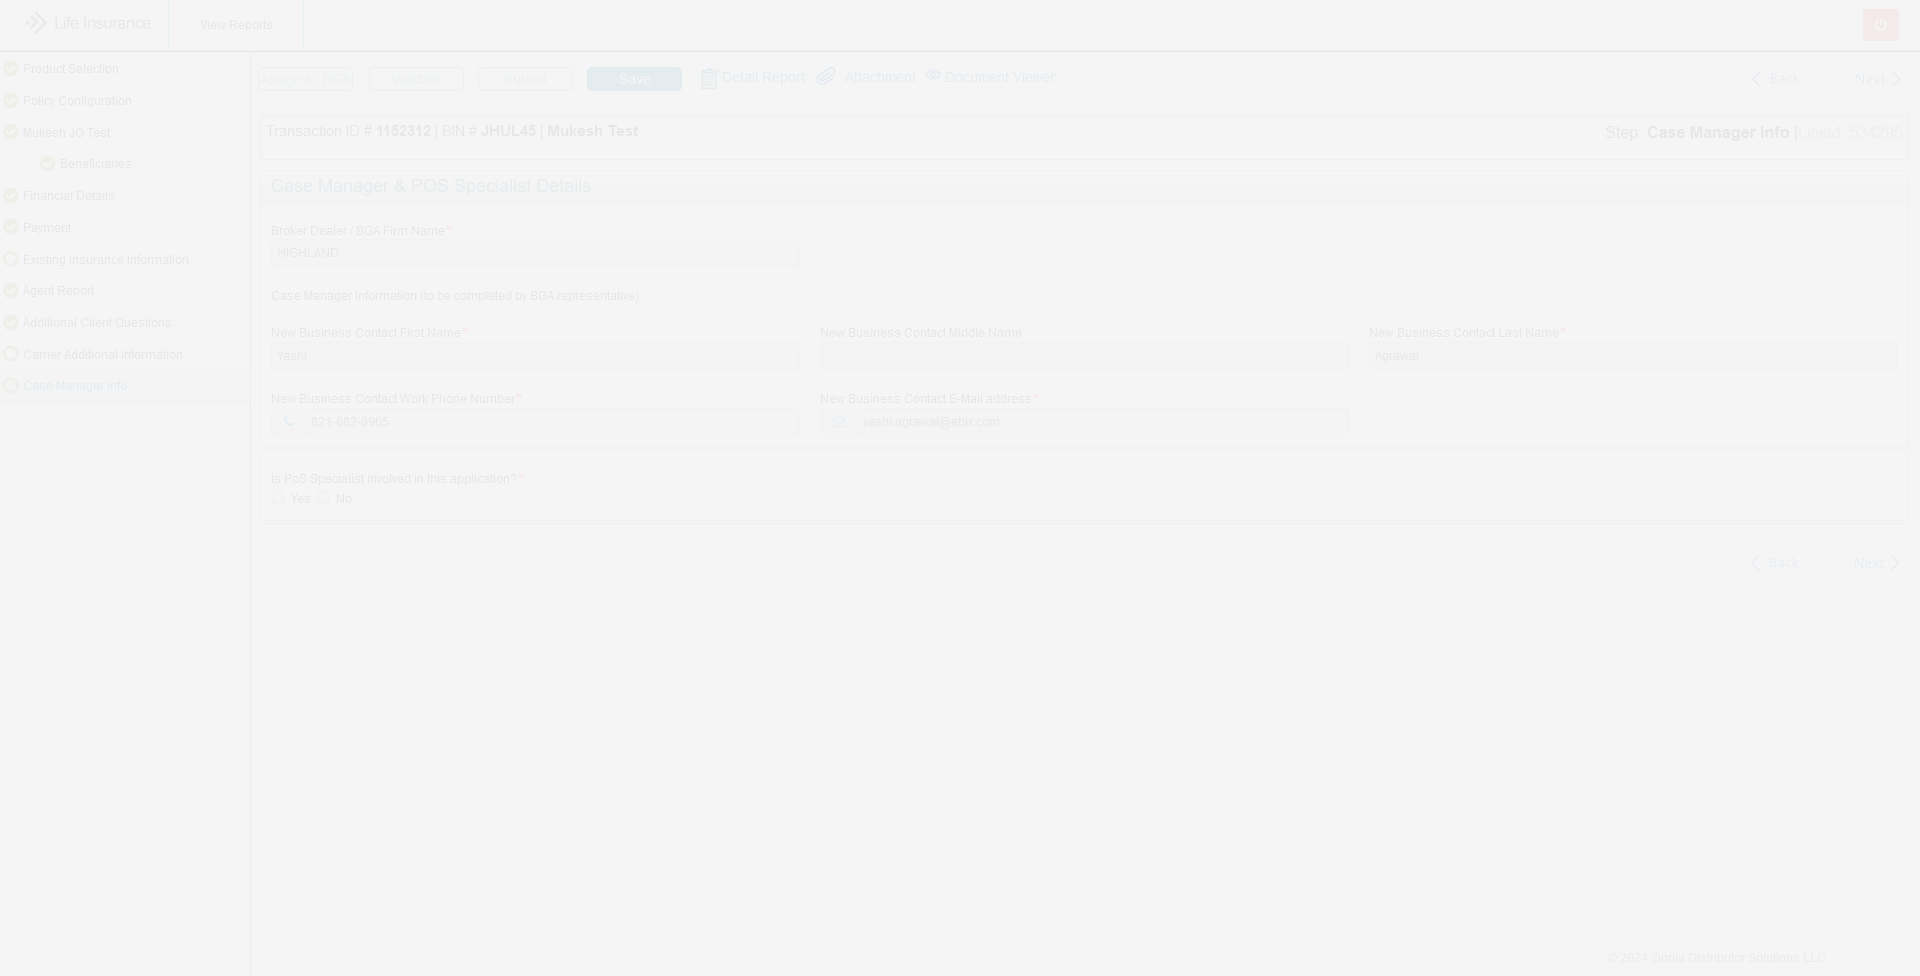 Life Insurance
View Reports
Product Selection
Policy Configuration
Mukesh JO Test
Beneficiaries
Financial Details
Payment
Existing Insurance Information
Agent Report
Additional Client Questions
Carrier Additional Information
Case Manager Info
Assign to BGA
Validate
Submit
Save
Detail Report
Attachment
Document Viewer
Back
Next
Transaction ID # 1152312 | BIN # JHUL45 | Mukesh Test
Step Case Manager Info |LinkId 534295
Case Manager & POS Specialist Details
Broker Dealer / BGA Firm Name*
HIGHLAND
Case Manager Information (to be completed by BGA representative)
New Business Contact First Name*
New Business Contact Middle Name
New Business Contact Last Name*
Yashi
Agrawal
New Business Contact Work Phone Number*
New Business Contact E-Mail address*
821-882-8905
yashi.agrawal@ebix.com
Is PoS Specialist Involved in this application?*
Yes
No
Back
Next
© 2024 Zinnia Distributor Solutions LLC.